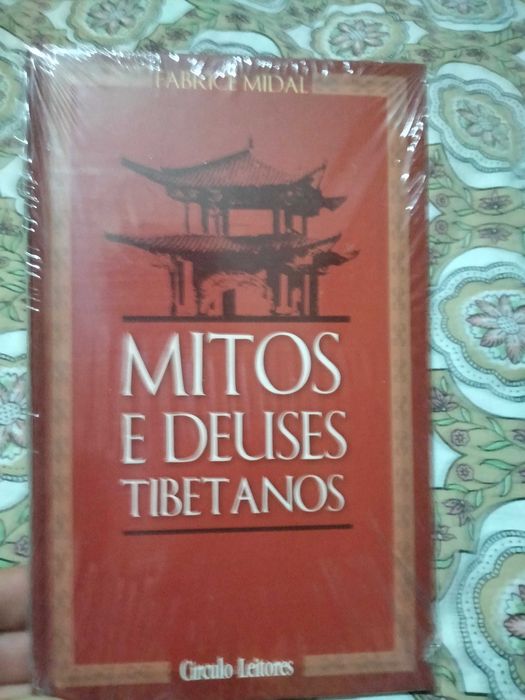 FABRICE MIDAL
MITOS
E DEUSES
TIBETANOS
Círculo Leitores